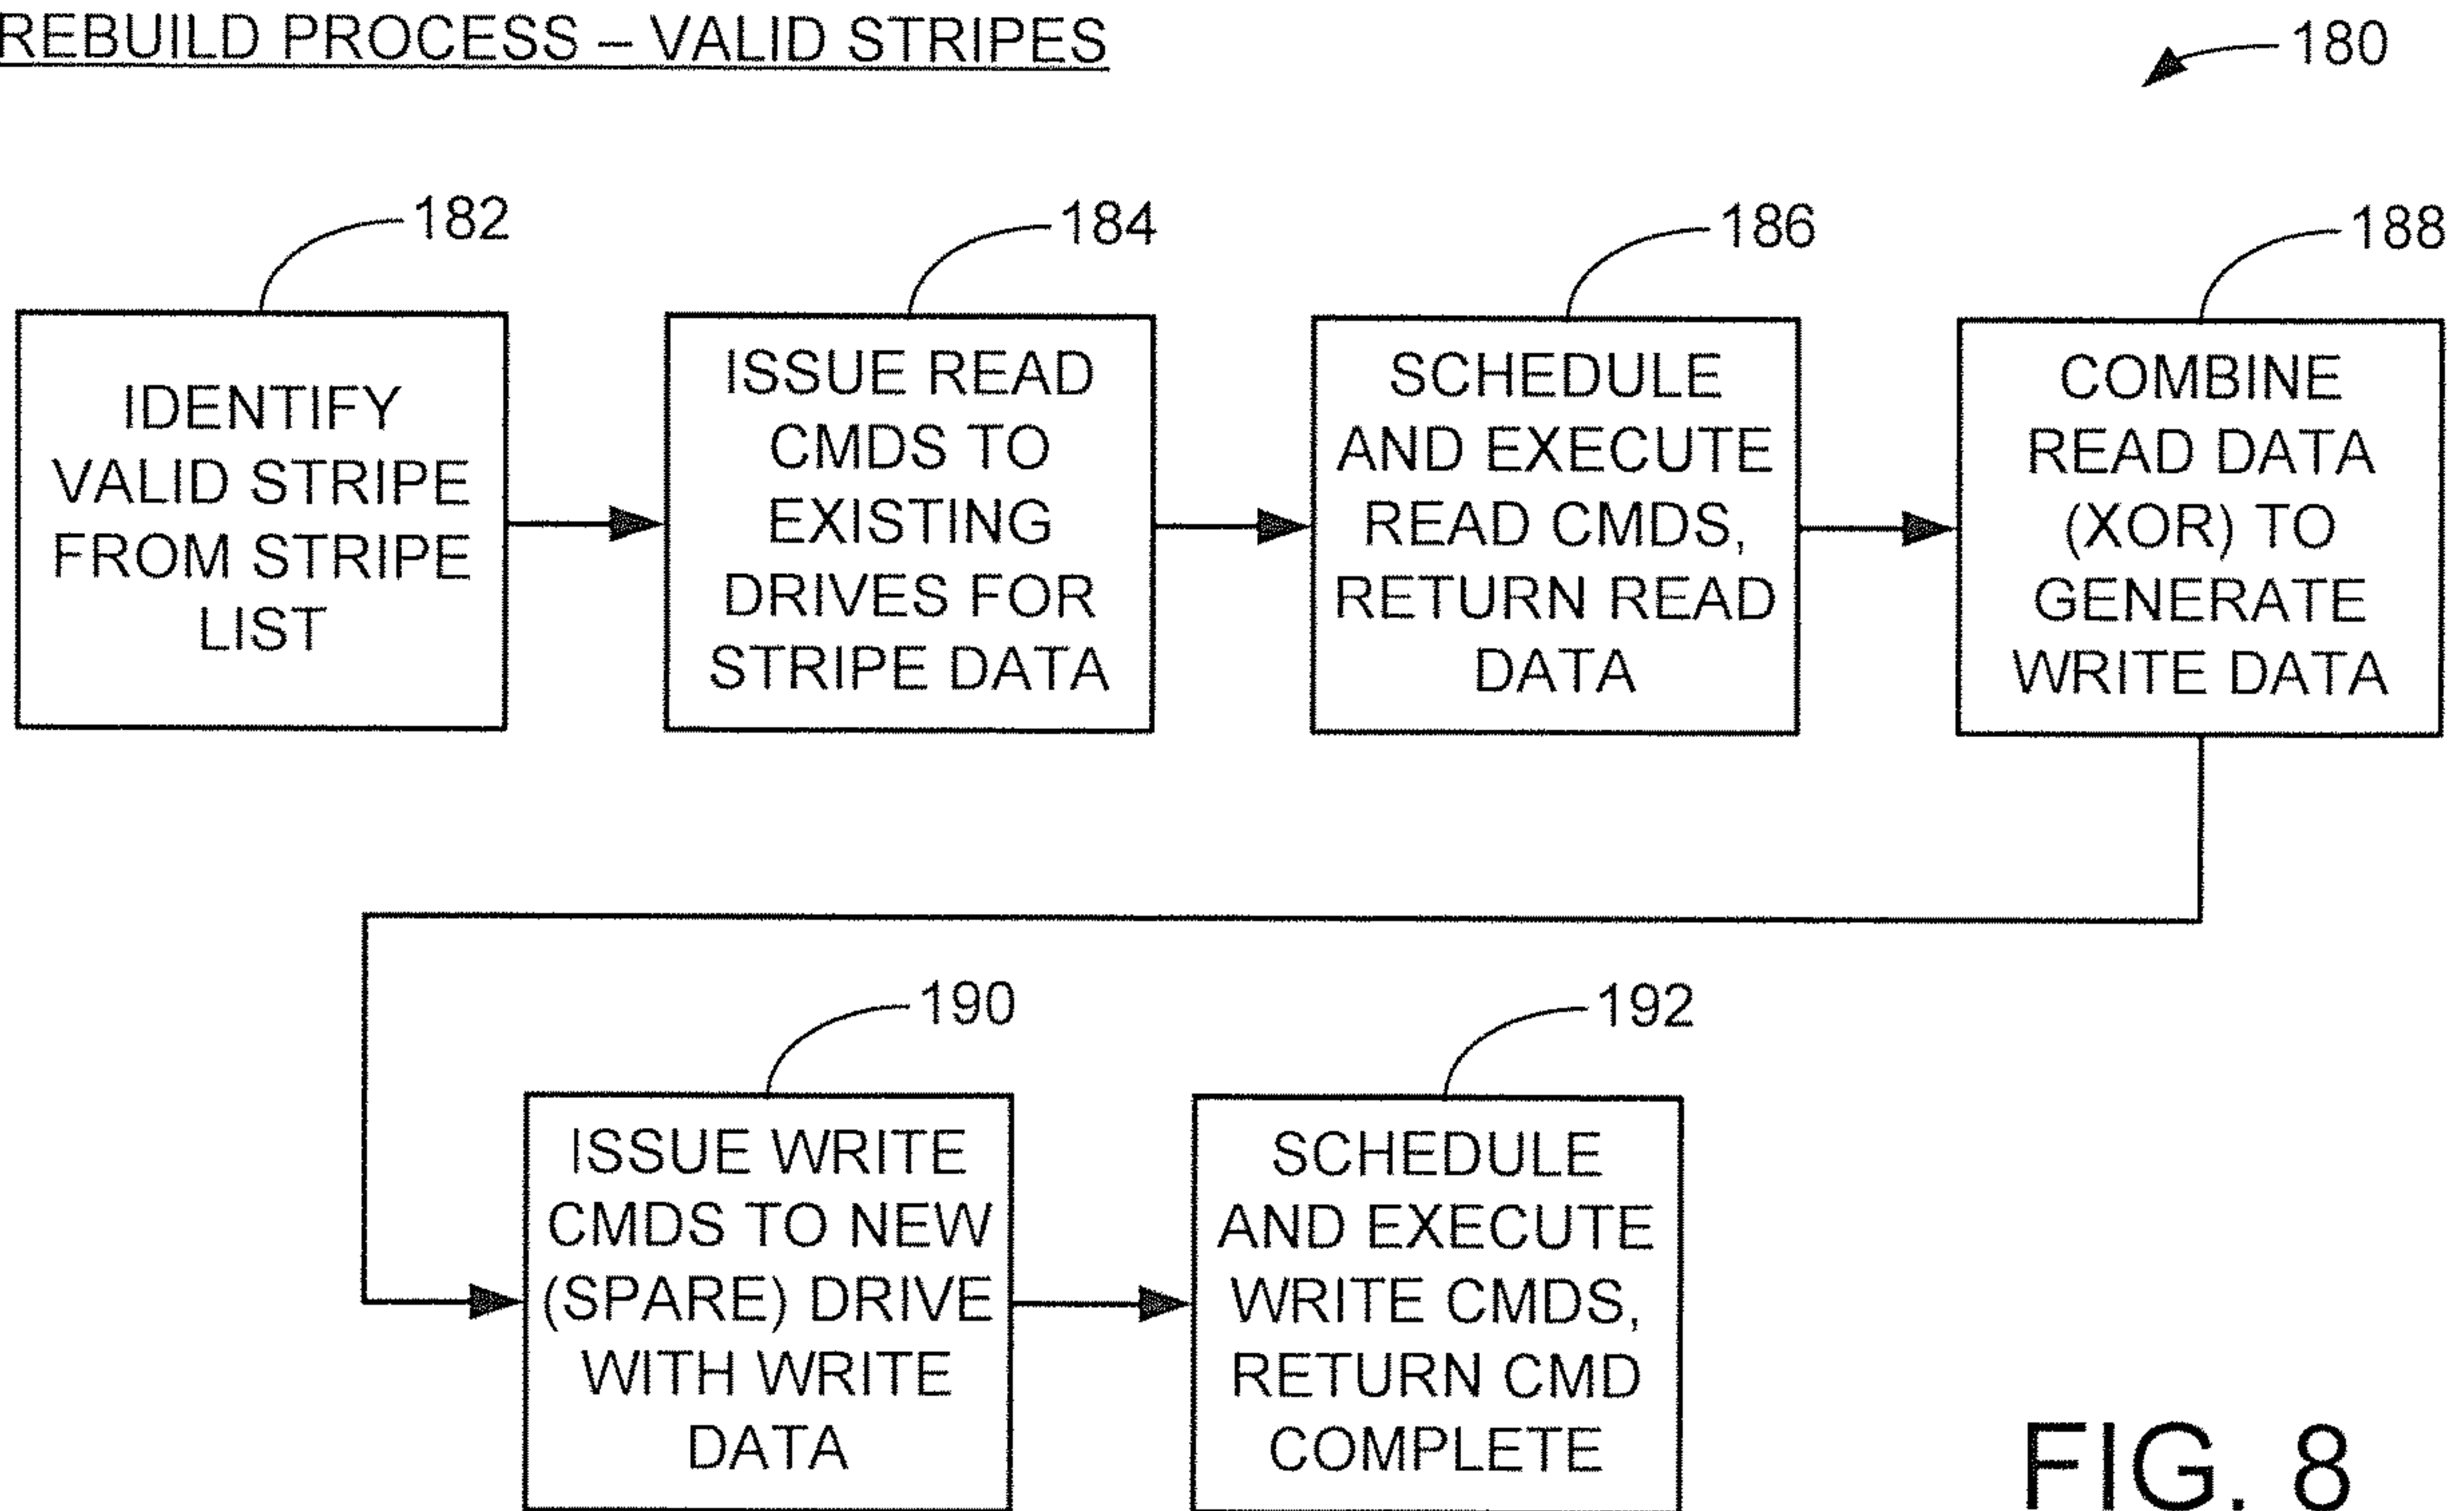 REBUILD PROCESS – VALID STRIPES
180
182
184
186
188
IDENTIFY
VALID STRIPE
FROM STRIPE
LIST
ISSUE READ
CMDS TO
EXISTING
DRIVES FOR
STRIPE DATA
SCHEDULE
AND EXECUTE
READ CMDS,
RETURN READ
DATA
COMBINE
READ DATA
(XOR) TO
GENERATE
WRITE DATA
190
192
ISSUE WRITE
CMDS TO NEW
(SPARE) DRIVE
WITH WRITE
DATA
SCHEDULE
AND EXECUTE
WRITE CMDS,
RETURN CMD
COMPLETE
FIG. 8